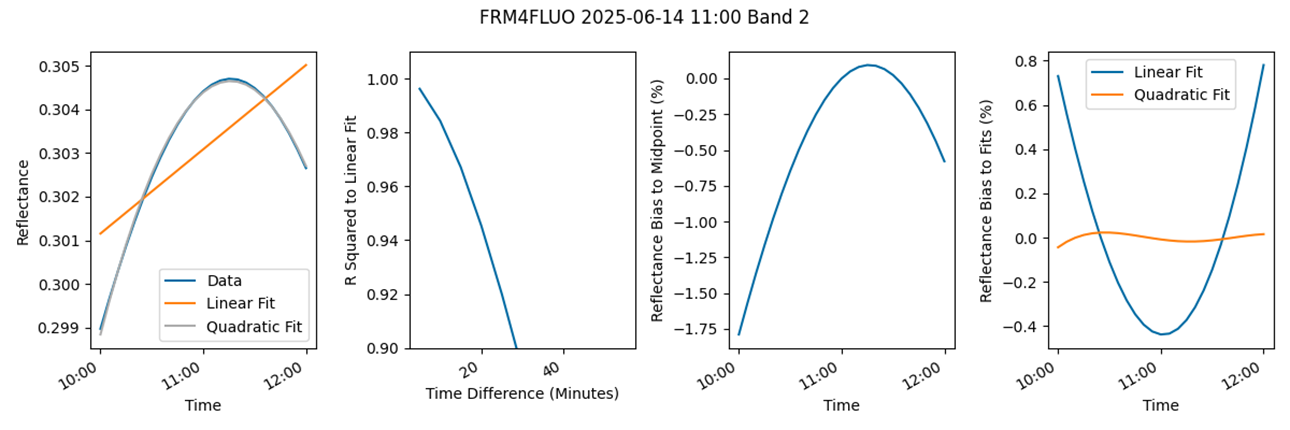 FRM4FLUO 2025-06-14 11:00 Band 2
Reflectance
0.305
0.304
0.303
0.302
0.301
0.300
0.299
Data
Linear Fit
Quadratic Fit
10:00
11:00
12:00
Time
R Squared to Linear Fit
1.00
0.98
0.96
0.94
0.92
0.90
20
40
Time Difference (Minutes)
Reflectance Bias to Midpoint (%)
0.00
−0.25
−0.50
−0.75
−1.00
−1.25
−1.50
−1.75
10:00
11:00
12:00
Time
Reflectance Bias to Fits (%)
0.8
0.6
0.4
0.2
0.0
−0.2
−0.4
Linear Fit
Quadratic Fit
10:00
11:00
12:00
Time